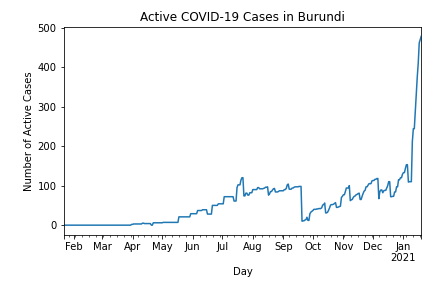 Active COVID-19 Cases in Burundi
Number of Active Cases
500
400
300
200
100
0
Feb Mar Apr May Jun Jul Aug Sep Oct Nov Dec Jan
2021
Day